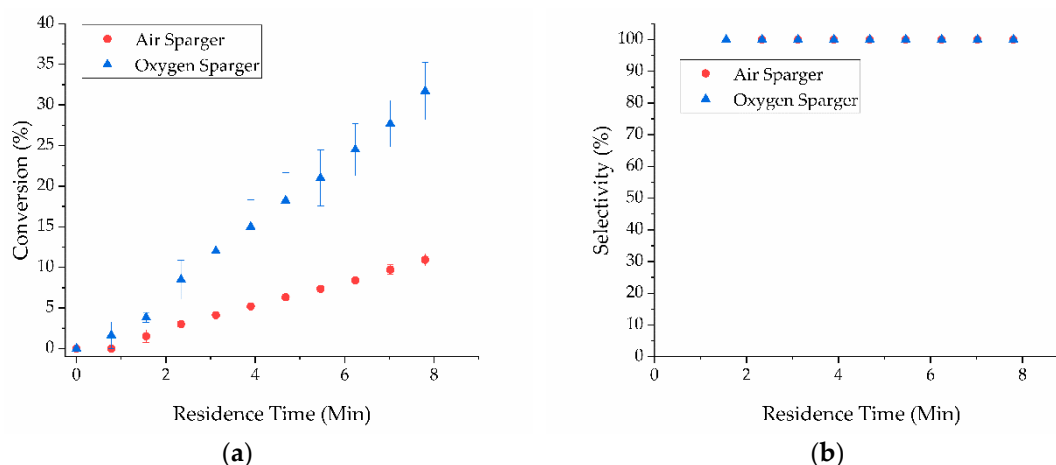 40
35
30
25
20
15
10
5
0
Conversion (%)
Air Sparger
Oxygen Sparger
0 2 4 6 8
Residence Time (Min)
(a)
100
90
80
70
60
50
40
30
20
10
0
Selectivity (%)
Air Sparger
Oxygen Sparger
0 2 4 6 8
Residence Time (Min)
(b)